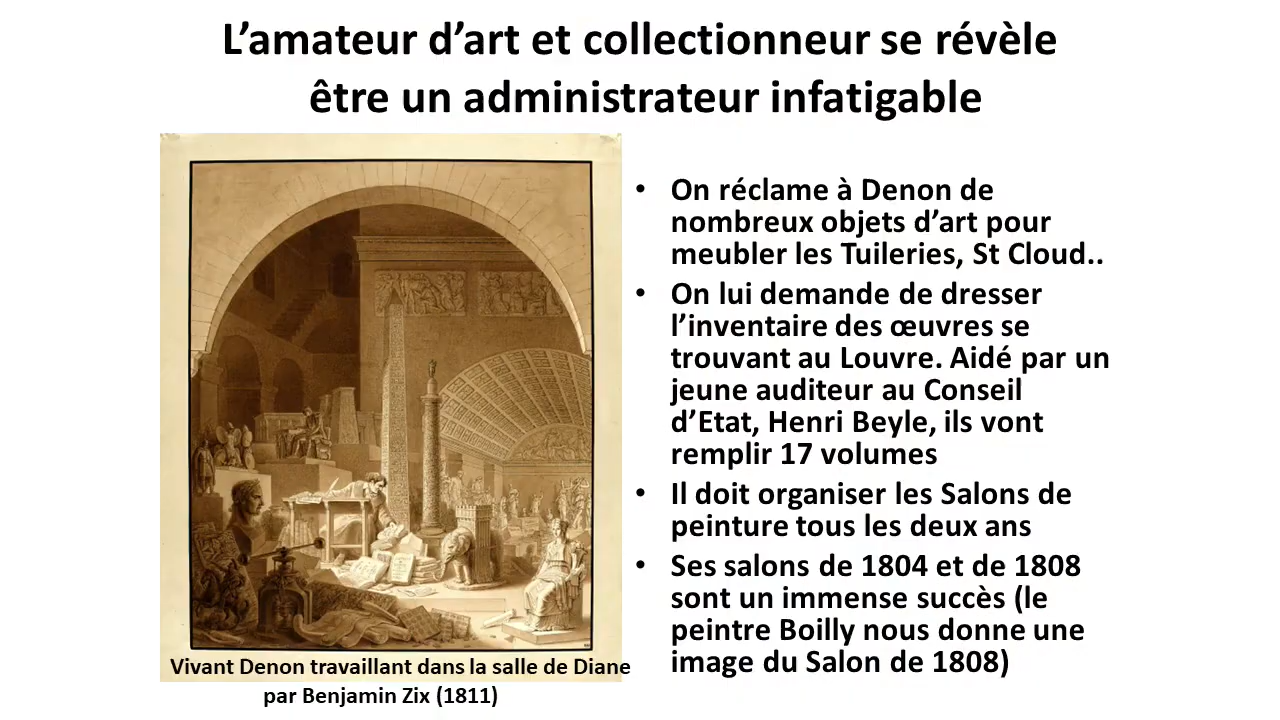 L’amateur d’art et collectionneur se révèle
être un administrateur infatigable
• On réclame à Denon de
nombreux objets d’art pour
meubler les Tuileries, St Cloud..
• On lui demande de dresser
l’inventaire des œuvres se
trouvant au Louvre. Aidé par un
jeune auditeur au Conseil
d’Etat, Henri Beyle, ils vont
remplir 17 volumes
• Il doit organiser les Salons de
peinture tous les deux ans
• Ses salons de 1804 et de 1808
sont un immense succès (le
peintre Boilly nous donne une
image du Salon de 1808)
Vivant Denon travaillant dans la salle de Diane
par Benjamin Zix (1811)